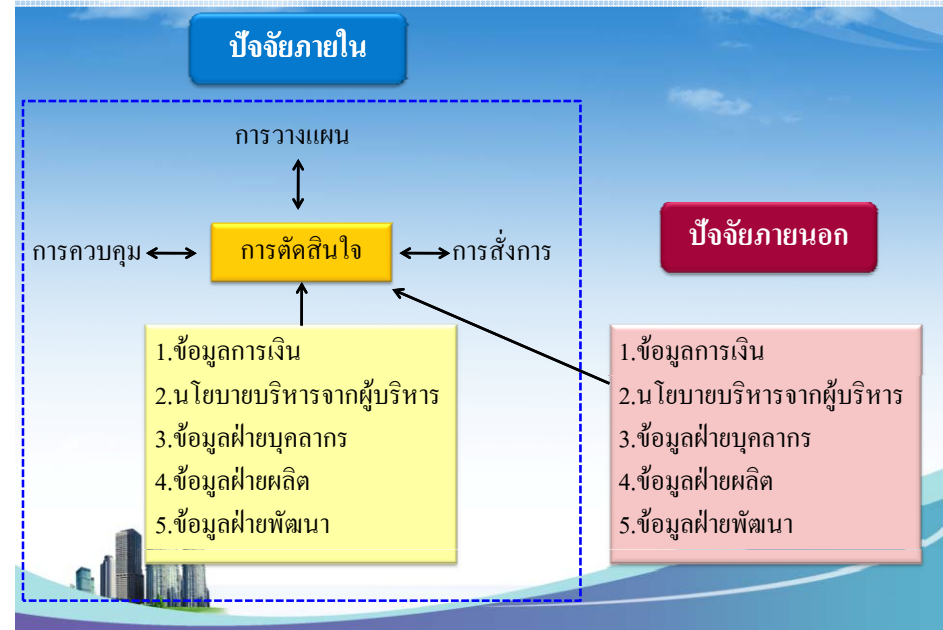 ปัจจัยภายใน
การวางแผน
การควบคุม
การตัดสินใจ
การสั่งการ
ปัจจัยภายนอก
1.ข้อมูลการเงิน
2.นโยบายบริหารจากผู้บริหาร
3.ข้อมูลฝ่ายบุคลากร
4.ข้อมูลฝ่ายผลิต
5.ข้อมูลฝ่ายพัฒนา
1.ข้อมูลการเงิน
2.นโยบายบริหารจากผู้บริหาร
3.ข้อมูลฝ่ายบุคลากร
4.ข้อมูลฝ่ายผลิต
5.ข้อมูลฝ่ายพัฒนา